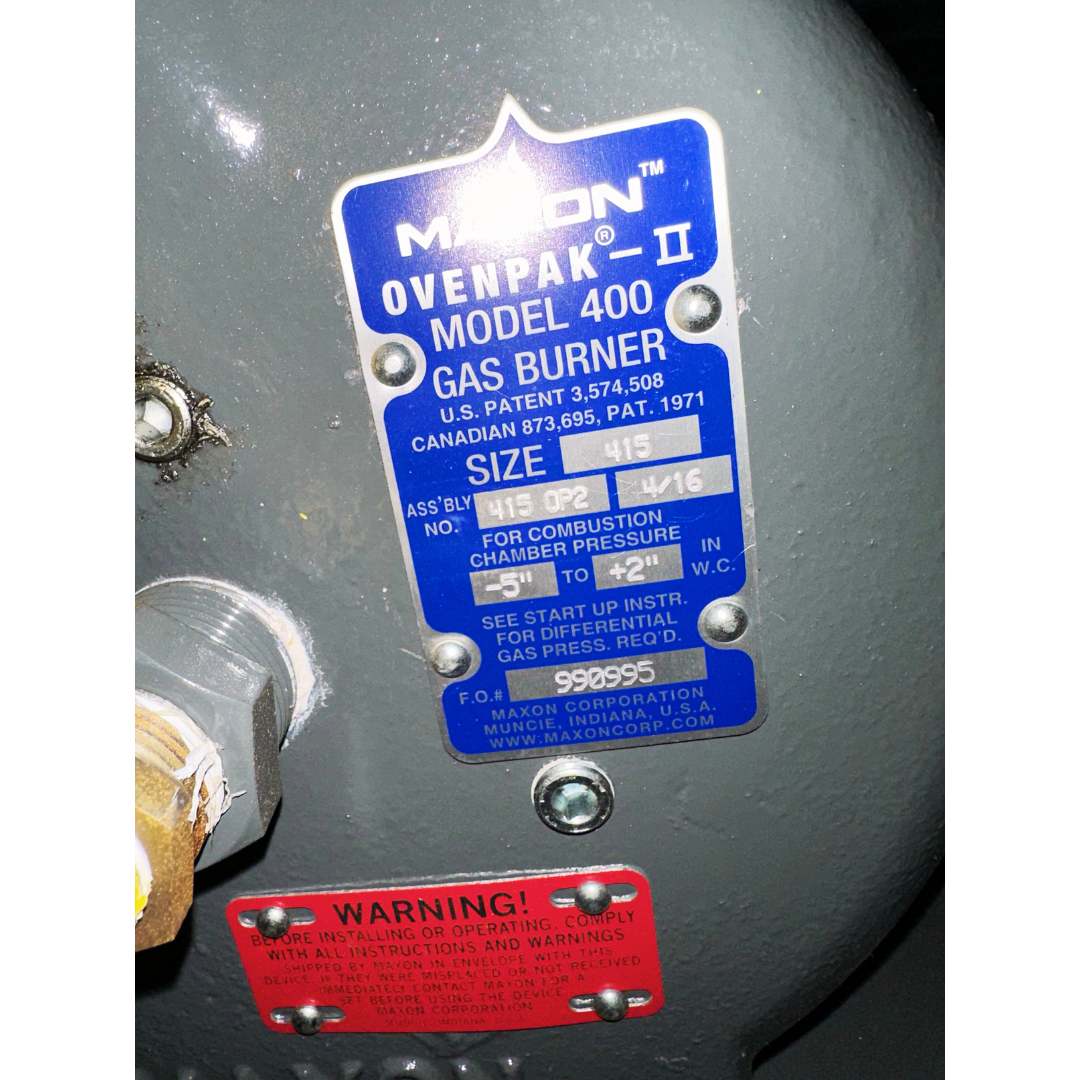 MAXON™
OVENPAK®-II
MODEL 400
GAS BURNER
U.S. PATENT 3,574,508
CANADIAN 873,695, PAT. 1971
SIZE 415
ASS'BLY NO. 415 OP2 4/16
FOR COMBUSTION
CHAMBER PRESSURE
-5" TO +2" IN W.C.
SEE START UP INSTR.
FOR DIFFERENTIAL
GAS PRESS. REQ'D.
F.O.# 990995
MAXON CORPORATION
MUNCIE, INDIANA, U.S.A.
WWW.MAXONCORP.COM
WARNING!
BEFORE INSTALLING OR OPERATING, COMPLY
WITH ALL INSTRUCTIONS AND WARNINGS
SHIPPED BY MAXON IN ENVELOPE WITH THIS
DEVICE. IF THEY WERE MISPLACED OR NOT RECEIVED
IMMEDIATELY CONTACT MAXON FOR A
SET BEFORE USING THE DEVICE
MAXON CORPORATION